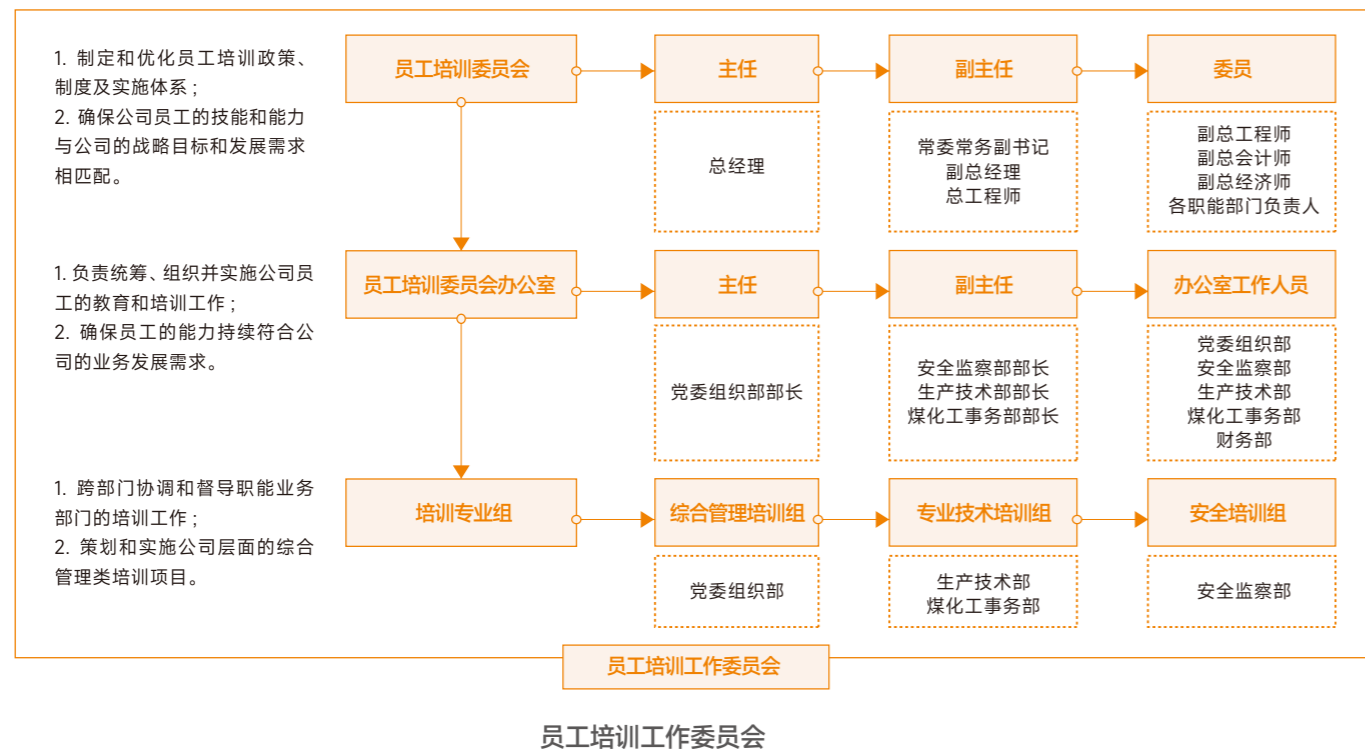 1. 制定和优化员工培训政策、
制度及实施体系；
2. 确保公司员工的技能和能力
与公司的战略目标和发展需求
相匹配。
员工培训委员会
主任
副主任
委员
总经理
常委常务副书记
副总经理
总工程师
副总工程师
副总会计师
副总经济师
各职能部门负责人
1. 负责统筹、组织并实施公司员
工的教育和培训工作；
2. 确保员工的能力持续符合公
司的业务发展需求。
员工培训委员会办公室
主任
副主任
办公室工作人员
党委组织部部长
安全监察部部长
生产技术部部长
煤化工事务部部长
党委组织部
安全监察部
生产技术部
煤化工事务部
财务部
1. 跨部门协调和督导职能业务
部门的培训工作；
2. 策划和实施公司层面的综合
管理类培训项目。
培训专业组
综合管理培训组
专业技术培训组
安全培训组
党委组织部
生产技术部
煤化工事务部
安全监察部
员工培训工作委员会
员工培训工作委员会